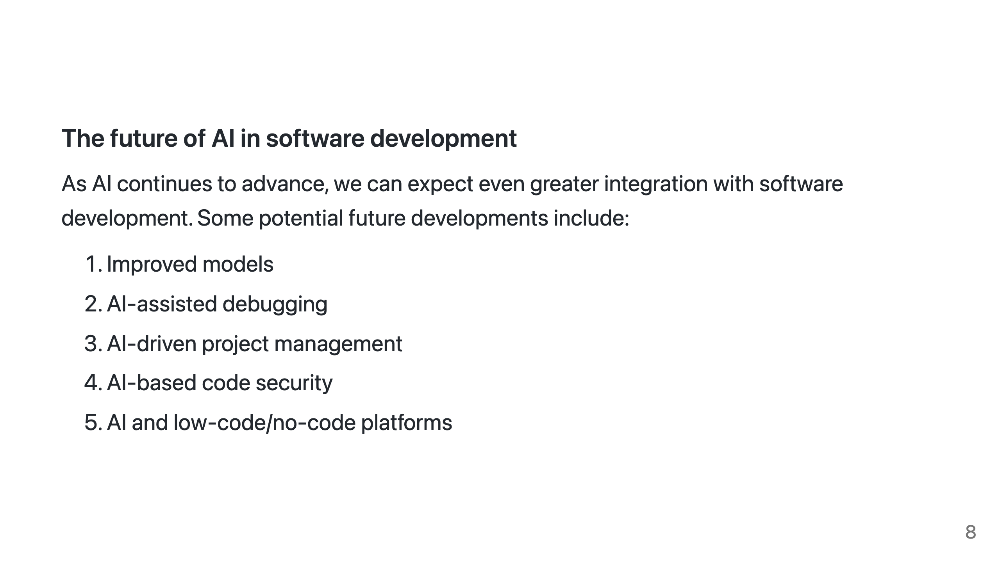 The future of AI in software development
As AI continues to advance, we can expect even greater integration with software
development. Some potential future developments include:
1. Improved models
2. AI-assisted debugging
3. AI-driven project management
4. AI-based code security
5. AI and low-code/no-code platforms
8